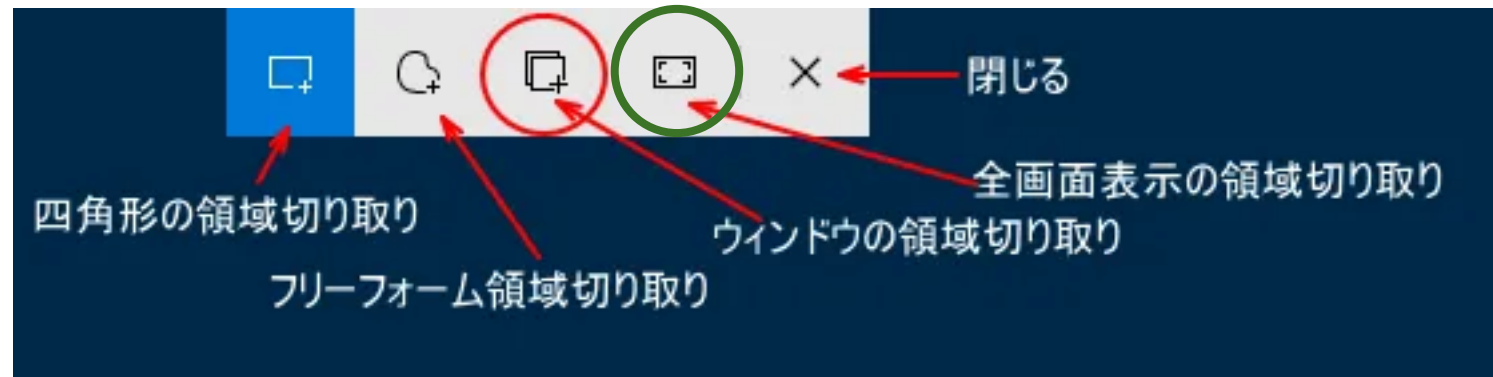 閉じる
全画面表示の領域切り取り
四角形の領域切り取り
ウィンドウの領域切り取り
フリーフォーム領域切り取り